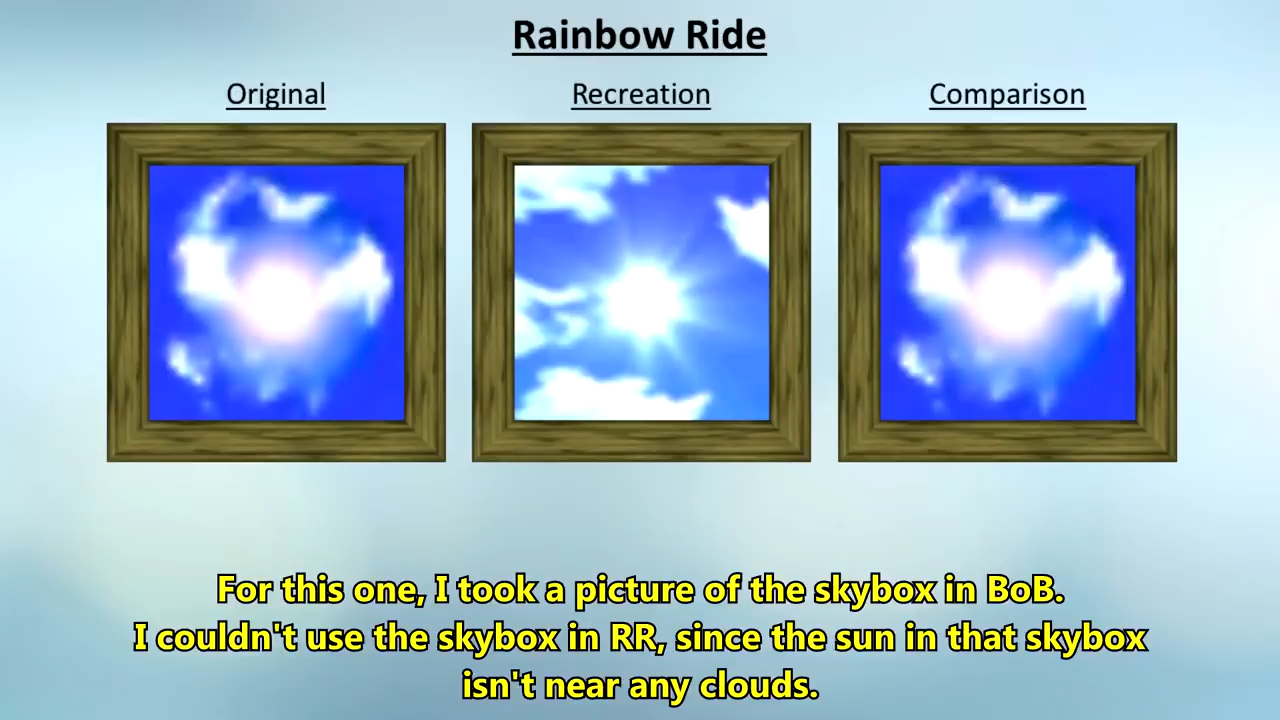 Rainbow Ride
Original
Recreation
Comparison
For this one, I took a picture of the skybox in BoB.
I couldn't use the skybox in RR, since the sun in that skybox
isn't near any clouds.